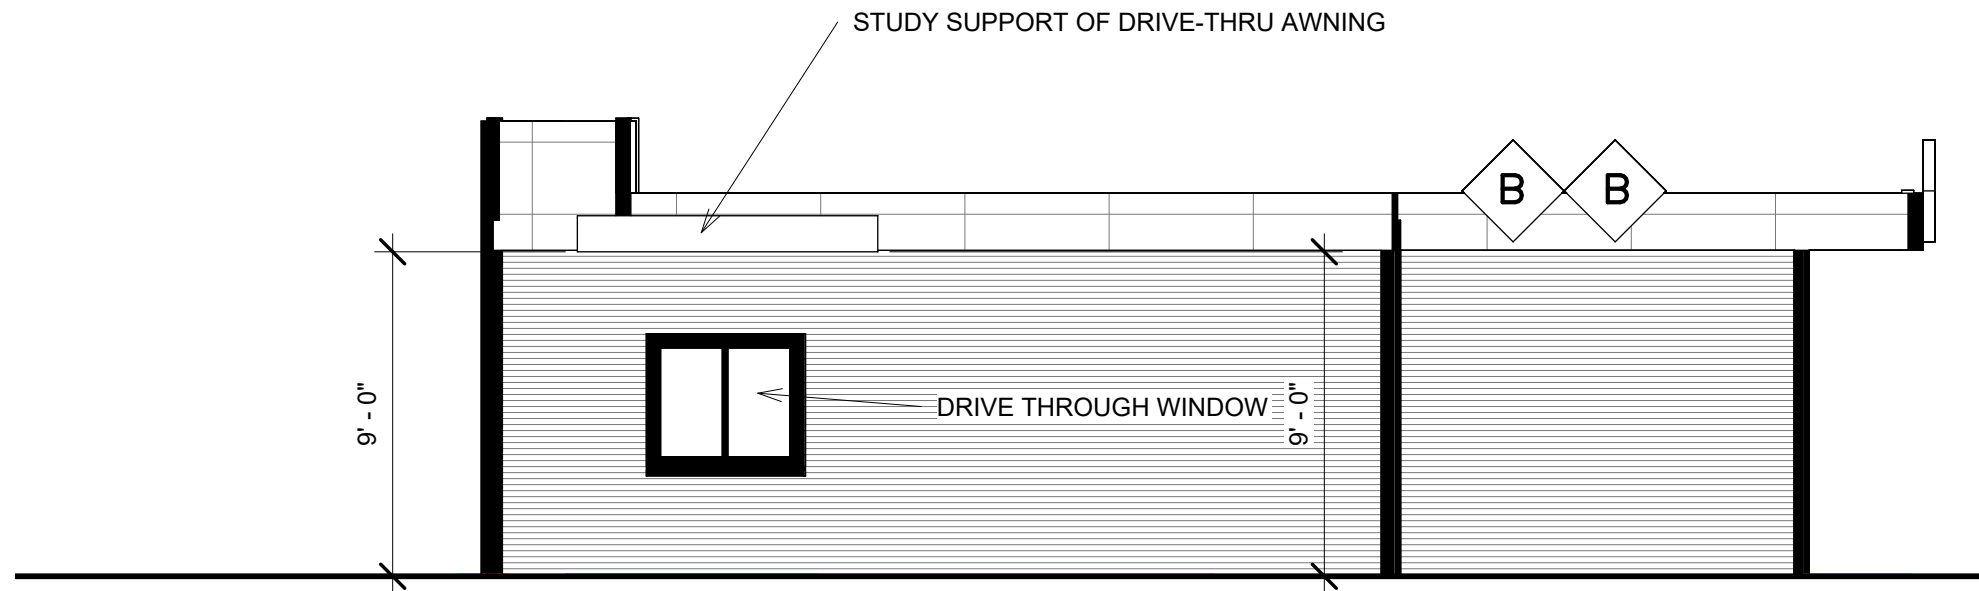 STUDY SUPPORT OF DRIVE-THRU AWNING
B B
9' - 0"
DRIVE THROUGH WINDOW
9' - 0"